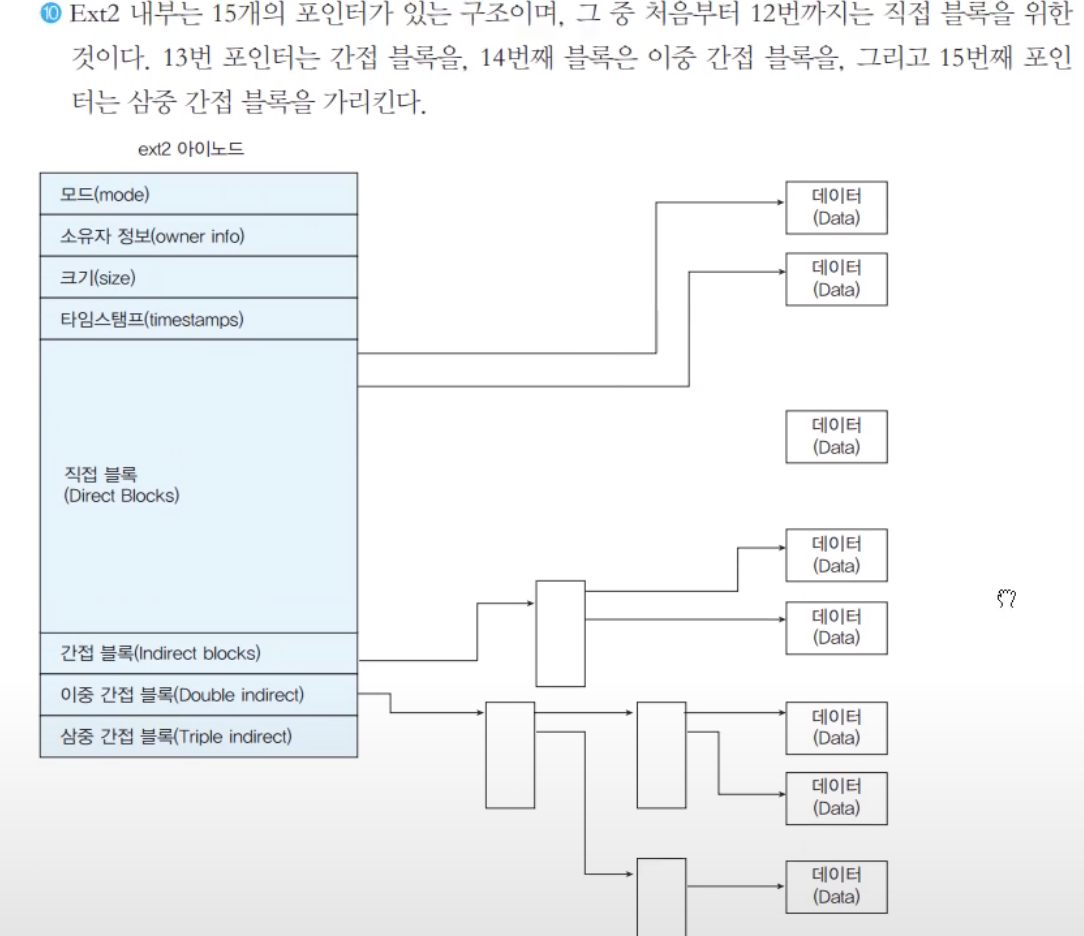 ⑩ Ext2 내부는 15개의 포인터가 있는 구조이며, 그 중 처음부터 12번까지는 직접 블록을 위한
것이다. 13번 포인터는 간접 블록을, 14번째 블록은 이중 간접 블록을, 그리고 15번째 포인
터는 삼중 간접 블록을 가리킨다.
ext2 아이노드
모드(mode)
소유자 정보(owner info)
크기(size)
타임스탬프(timestamps)
직접 블록
(Direct Blocks)
간접 블록(Indirect blocks)
이중 간접 블록(Double indirect)
삼중 간접 블록(Triple indirect)
데이터
(Data)
데이터
(Data)
데이터
(Data)
데이터
(Data)
데이터
(Data)
데이터
(Data)
데이터
(Data)
데이터
(Data)